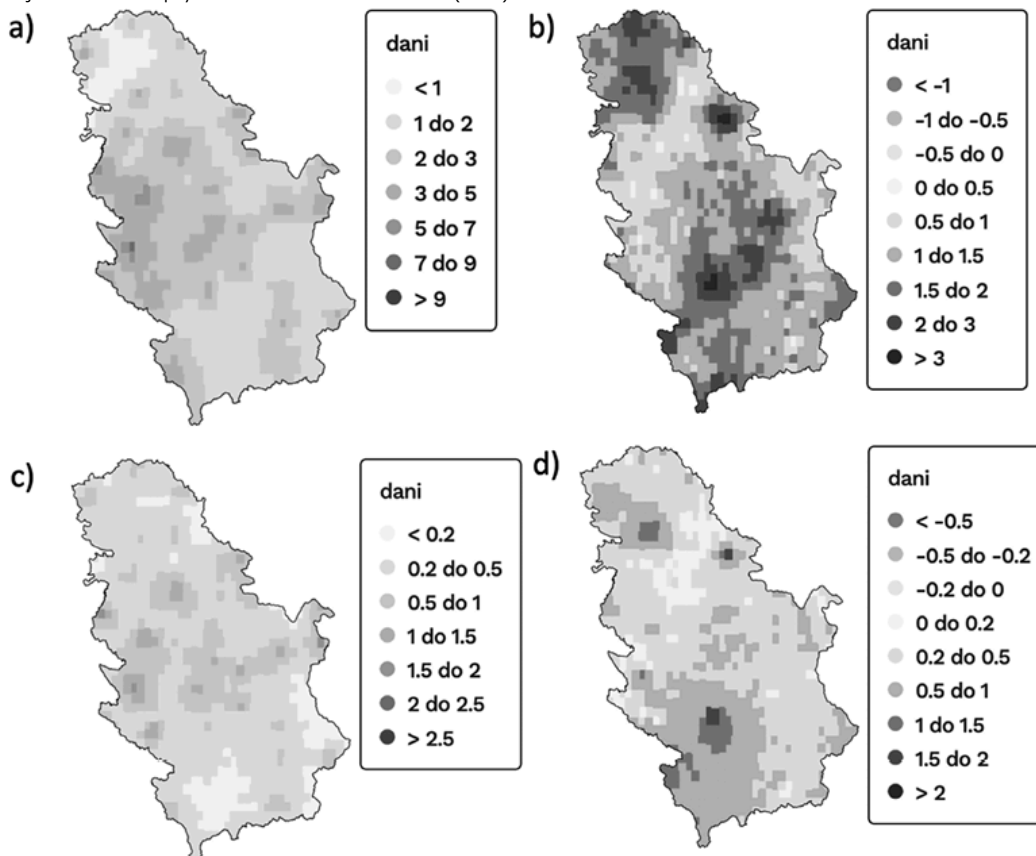 a)
dani
< 1
1 do 2
2 do 3
3 do 5
5 do 7
7 do 9
> 9
b)
dani
< -1
-1 do -0.5
-0.5 do 0
0 do 0.5
0.5 do 1
1 do 1.5
1.5 do 2
2 do 3
> 3
c)
dani
< 0.2
0.2 do 0.5
0.5 do 1
1 do 1.5
1.5 do 2
2 do 2.5
> 2.5
d)
dani
< -0.5
-0.5 do -0.2
-0.2 do 0
0 do 0.2
0.2 do 0.5
0.5 do 1
1 do 1.5
1.5 do 2
> 2